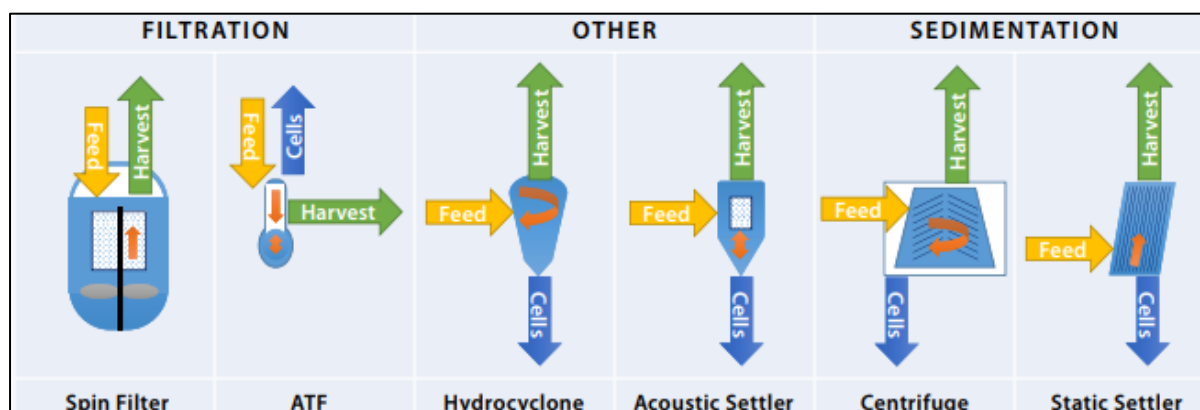 FILTRATION
OTHER
SEDIMENTATION
Feed
Harvest
Feed
Cells
Harvest
Feed
Harvest
Cells
Feed
Harvest
Cells
Feed
Harvest
Cells
Feed
Harvest
Cells
Spin Filter
ATF
Hydrocyclone
Acoustic Settler
Centrifuge
Static Settler